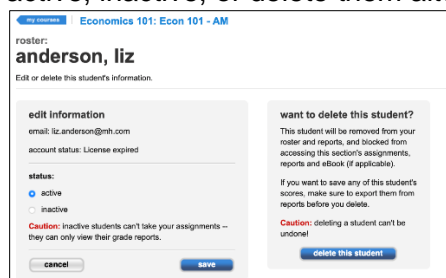 active, inactive, or delete them
my courses Economics 101: Econ 101 - AM
roster:
anderson, liz
Edit or delete this student's information.
edit information
email: liz.anderson@mh.com
account status: License expired
status:
active
inactive
Caution: inactive students can't take your assignments --
they can only view their grade reports.
cancel save
want to delete this student?
This student will be removed from your
roster and reports, and blocked from
accessing this section's assignments,
reports and eBook (if applicable).
If you want to save any of this student's
scores, make sure to export them from
reports before you delete.
Caution: deleting a student can't be
undone!
delete this student